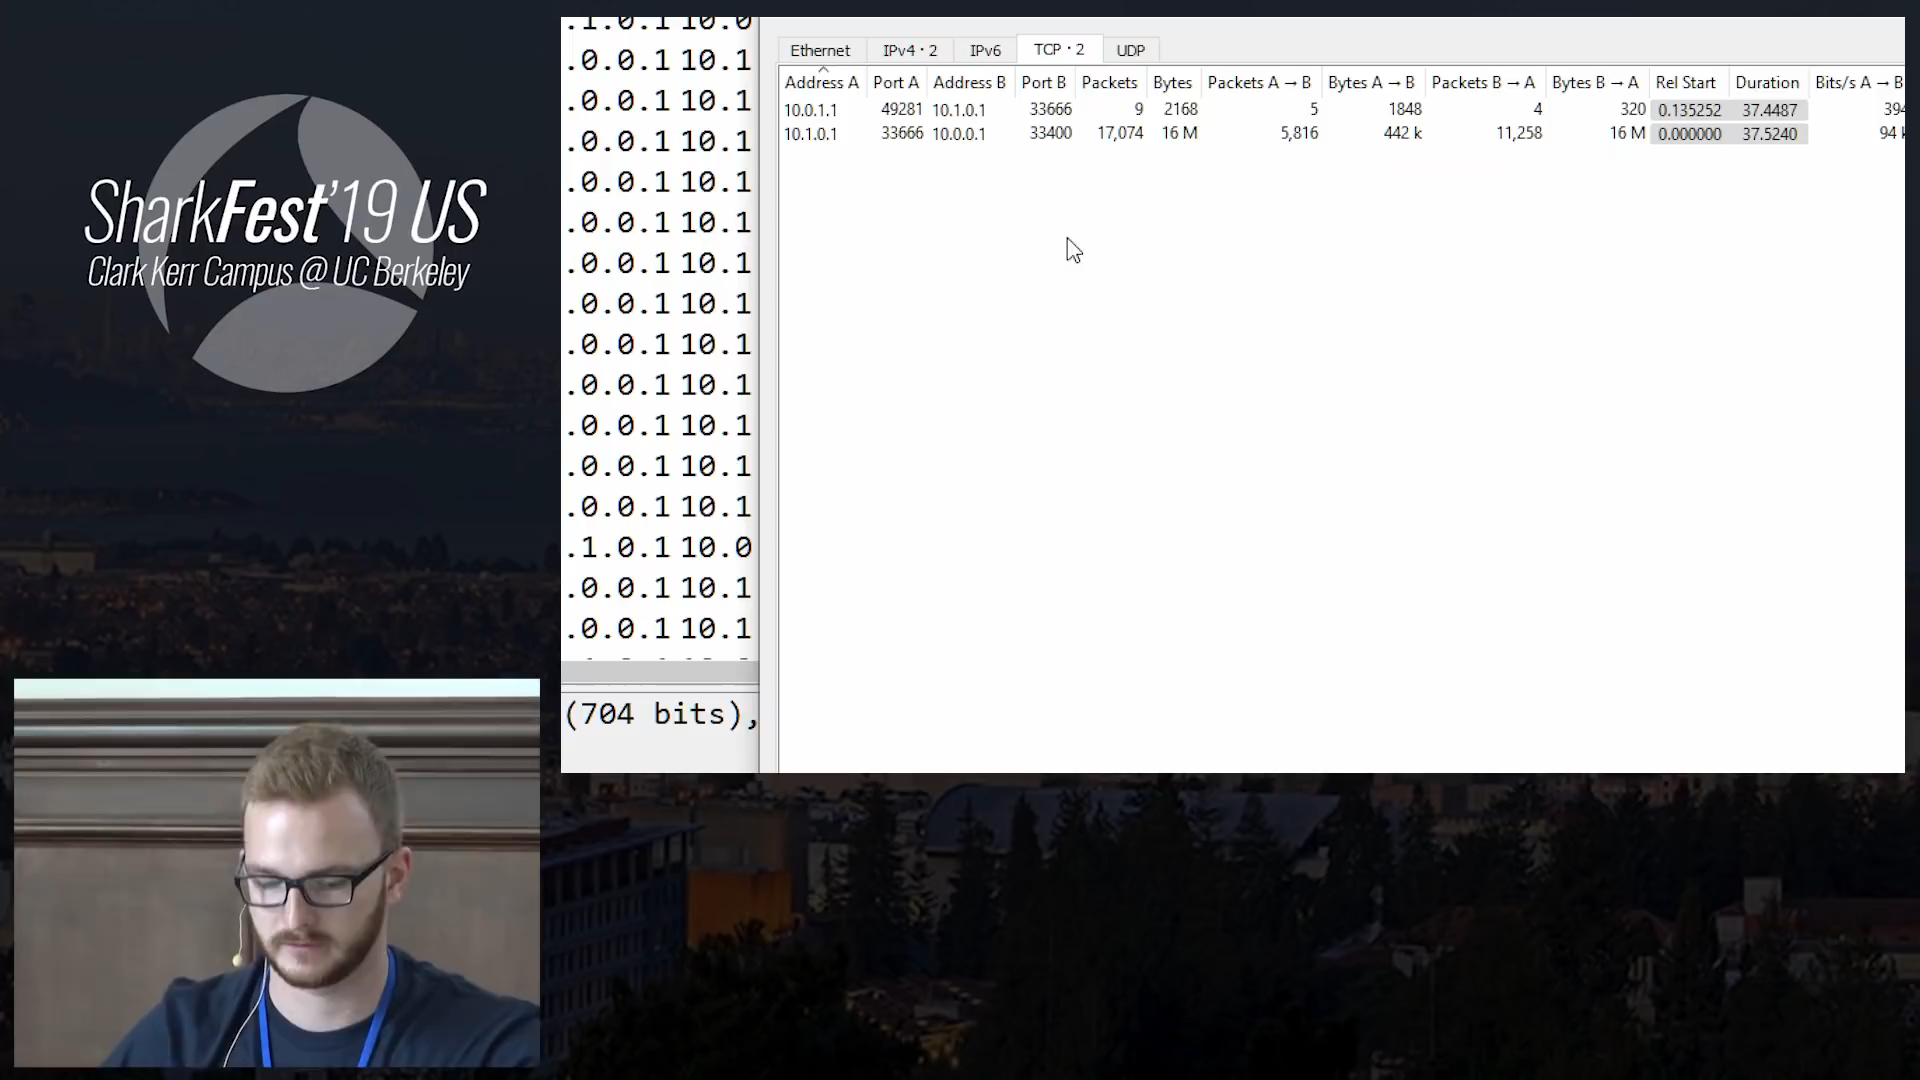 SharkFest'19 US
Clark Kerr Campus @ UC Berkeley
.1.0.1 10.0
.0.0.1 10.1
.0.0.1 10.1
.0.0.1 10.1
.0.0.1 10.1
.0.0.1 10.1
.0.0.1 10.1
.0.0.1 10.1
.0.0.1 10.1
.0.0.1 10.1
.0.0.1 10.1
.0.0.1 10.1
.0.0.1 10.1
.1.0.1 10.0
.0.0.1 10.1
.0.0.1 10.1
(704 bits),
Ethernet IPv4 · 2 IPv6 TCP · 2 UDP
Address A Port A Address B Port B Packets Bytes Packets A → B Bytes A → B Packets B → A Bytes B → A Rel Start Duration Bits/s A → B
10.0.1.1 49281 10.1.0.1 33666 9 2168 5 1848 4 320 0.135252 37.4487 394
10.1.0.1 33666 10.0.0.1 33400 17,074 16 M 5,816 442 k 11,258 16 M 0.000000 37.5240 94 k